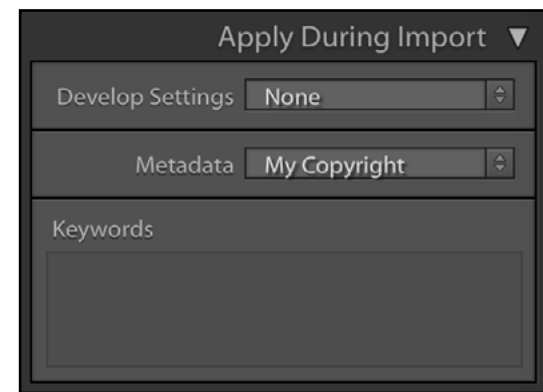 Apply During Import ▼
Develop Settings None
Metadata My Copyright
Keywords